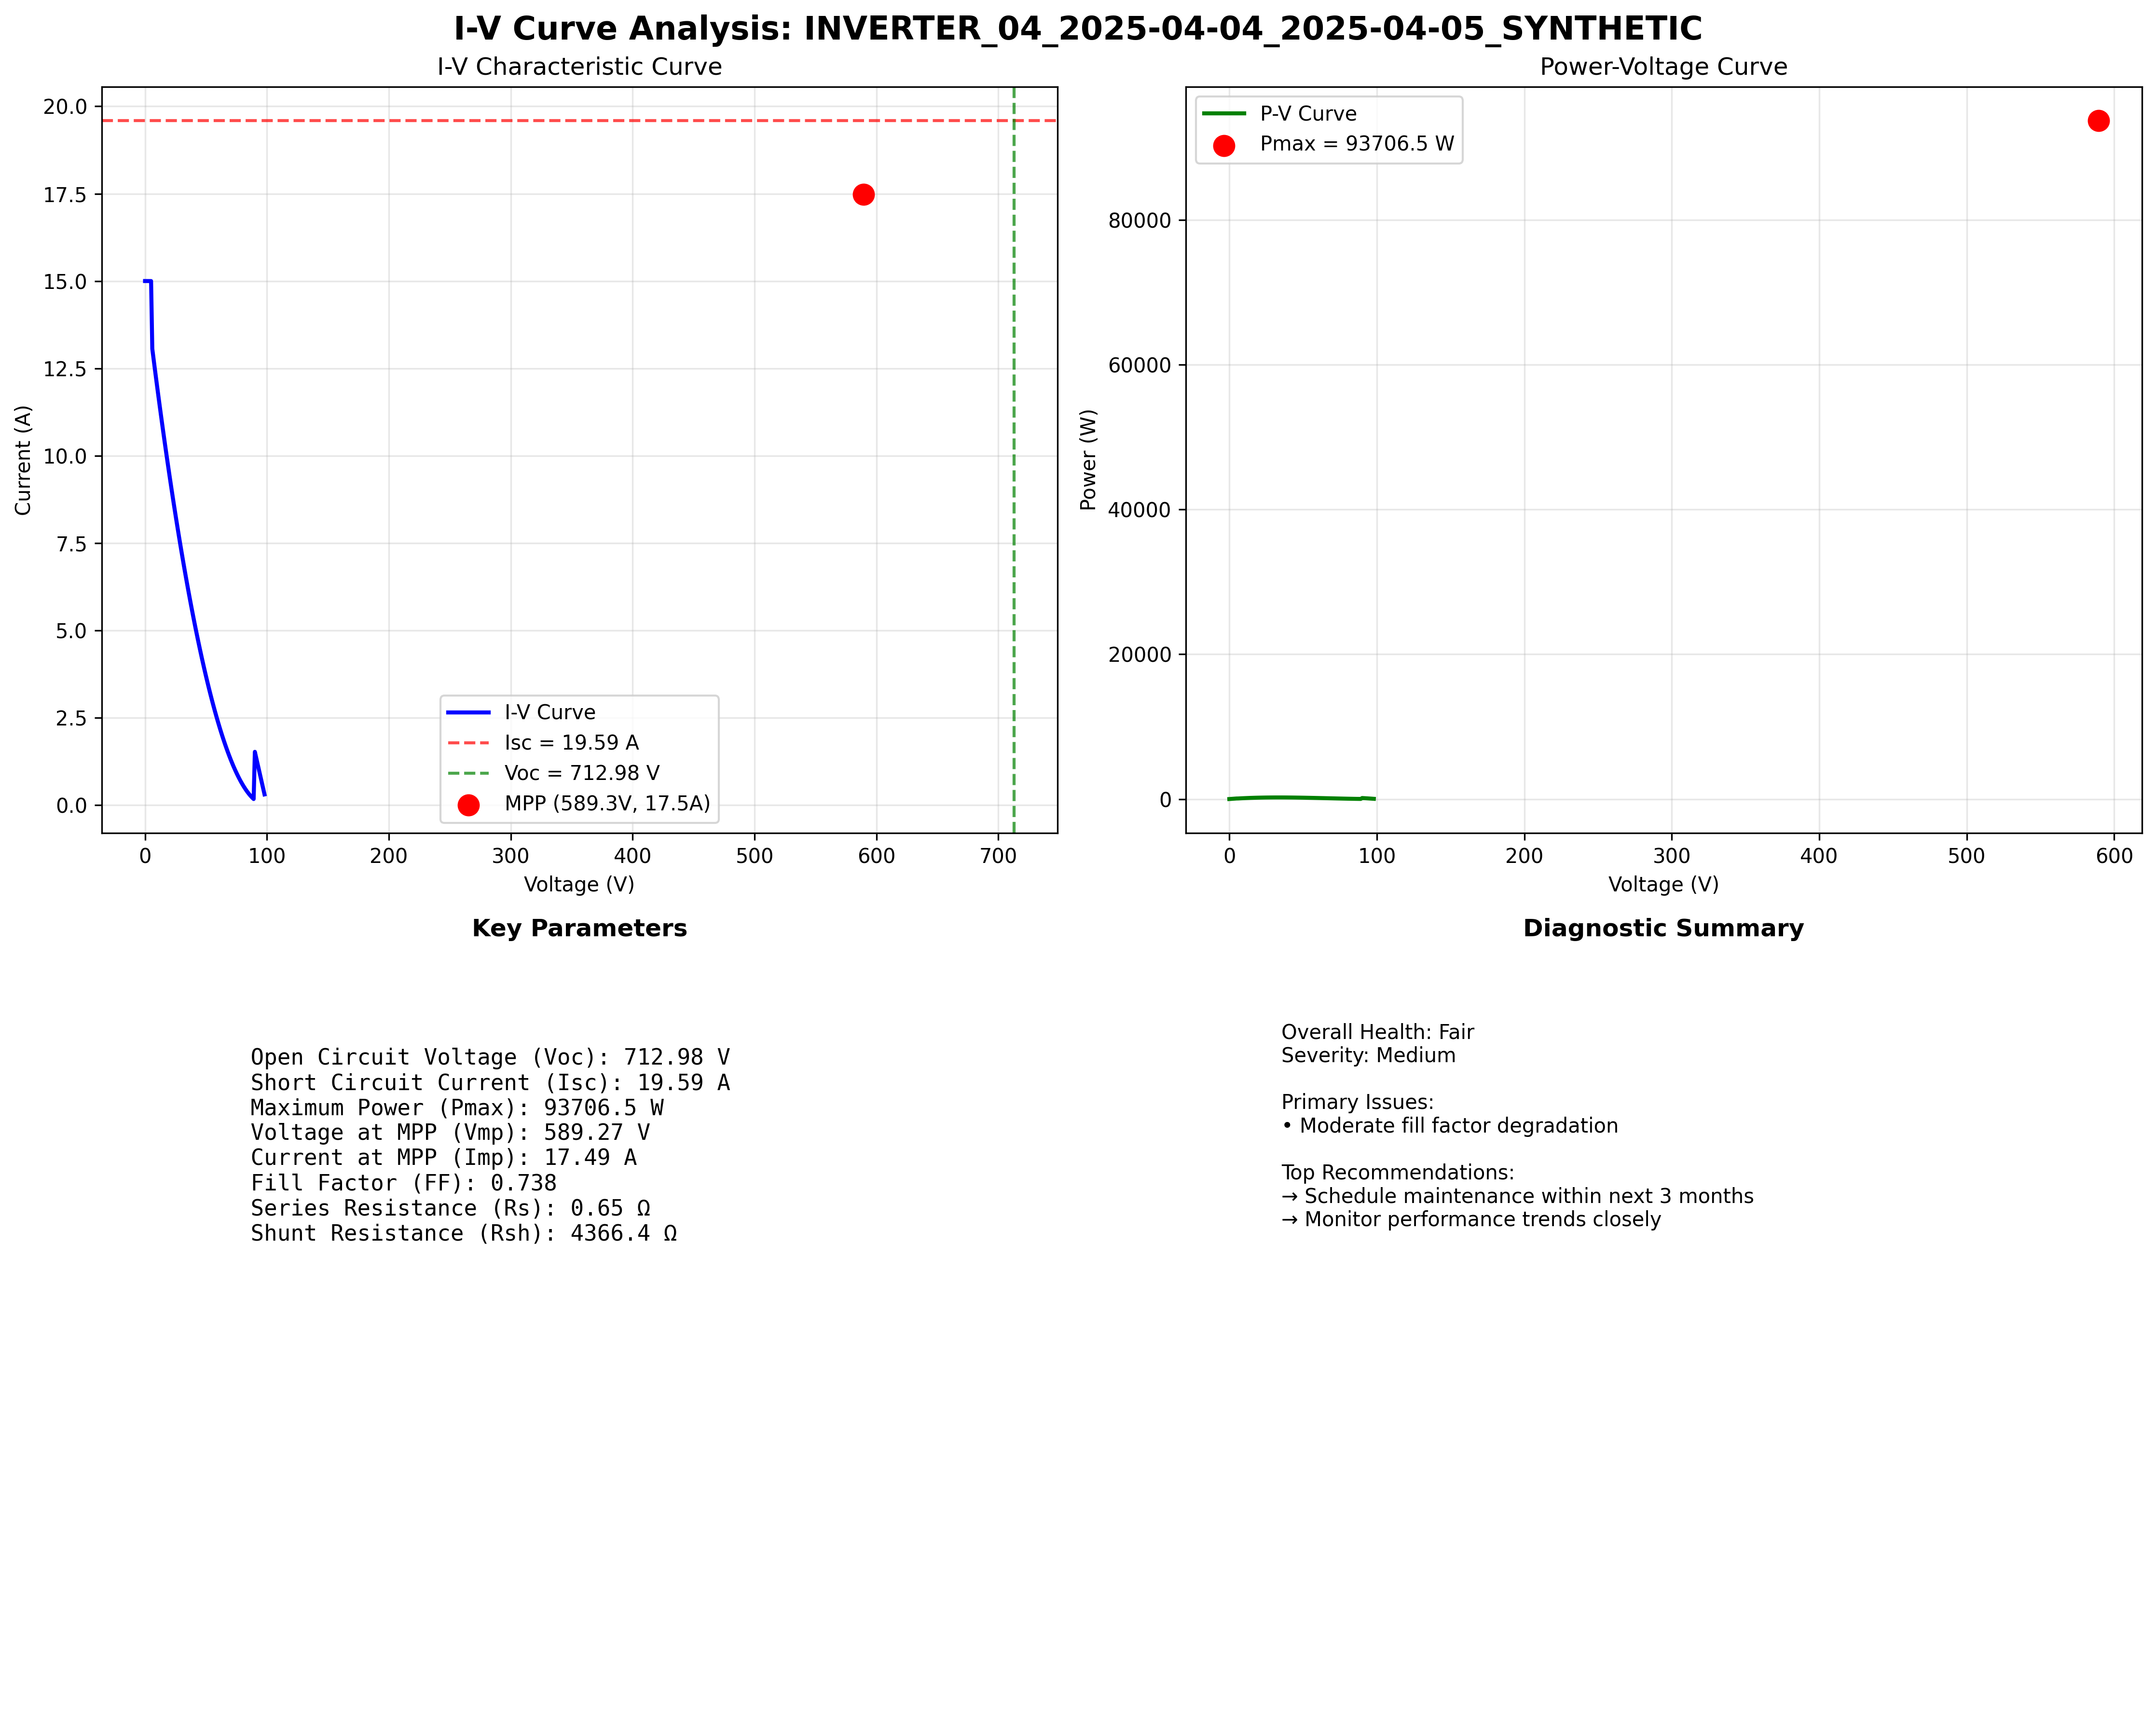 I-V Curve Analysis: INVERTER_04_2025-04-04_2025-04-05_SYNTHETIC
I-V Characteristic Curve
20.0
17.5
15.0
12.5
10.0
7.5
5.0
2.5
0.0
Current (A)
I-V Curve
Isc = 19.59 A
Voc = 712.98 V
MPP (589.3V, 17.5A)
0 100 200 300 400 500 600 700
Voltage (V)
Power-Voltage Curve
P-V Curve
Pmax = 93706.5 W
80000
60000
40000
20000
0
Power (W)
0 100 200 300 400 500 600
Voltage (V)
Key Parameters
Open Circuit Voltage (Voc): 712.98 V
Short Circuit Current (Isc): 19.59 A
Maximum Power (Pmax): 93706.5 W
Voltage at MPP (Vmp): 589.27 V
Current at MPP (Imp): 17.49 A
Fill Factor (FF): 0.738
Series Resistance (Rs): 0.65 Ω
Shunt Resistance (Rsh): 4366.4 Ω
Diagnostic Summary
Overall Health: Fair
Severity: Medium
Primary Issues:
• Moderate fill factor degradation
Top Recommendations:
→ Schedule maintenance within next 3 months
→ Monitor performance trends closely